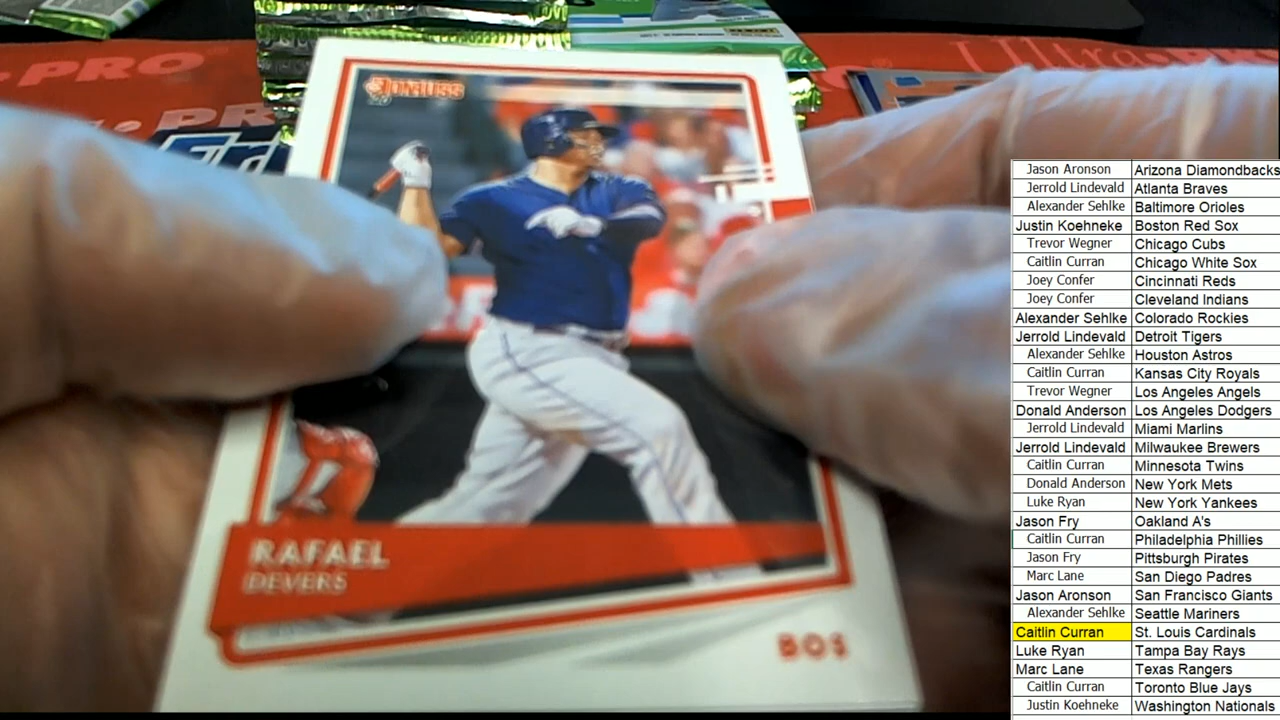 PRO
Ultra
PRO
Donruss
20
RAFAEL
DEVERS
BOS
Jason Aronson Arizona Diamondbacks
Jerrold Lindevald Atlanta Braves
Alexander Sehlke Baltimore Orioles
Justin Koehneke Boston Red Sox
Trevor Wegner Chicago Cubs
Caitlin Curran Chicago White Sox
Joey Confer Cincinnati Reds
Joey Confer Cleveland Indians
Alexander Sehlke Colorado Rockies
Jerrold Lindevald Detroit Tigers
Alexander Sehlke Houston Astros
Caitlin Curran Kansas City Royals
Trevor Wegner Los Angeles Angels
Donald Anderson Los Angeles Dodgers
Jerrold Lindevald Miami Marlins
Jerrold Lindevald Milwaukee Brewers
Caitlin Curran Minnesota Twins
Donald Anderson New York Mets
Luke Ryan New York Yankees
Jason Fry Oakland A's
Caitlin Curran Philadelphia Phillies
Jason Fry Pittsburgh Pirates
Marc Lane San Diego Padres
Jason Aronson San Francisco Giants
Alexander Sehlke Seattle Mariners
Caitlin Curran St. Louis Cardinals
Luke Ryan Tampa Bay Rays
Marc Lane Texas Rangers
Caitlin Curran Toronto Blue Jays
Justin Koehneke Washington Nationals